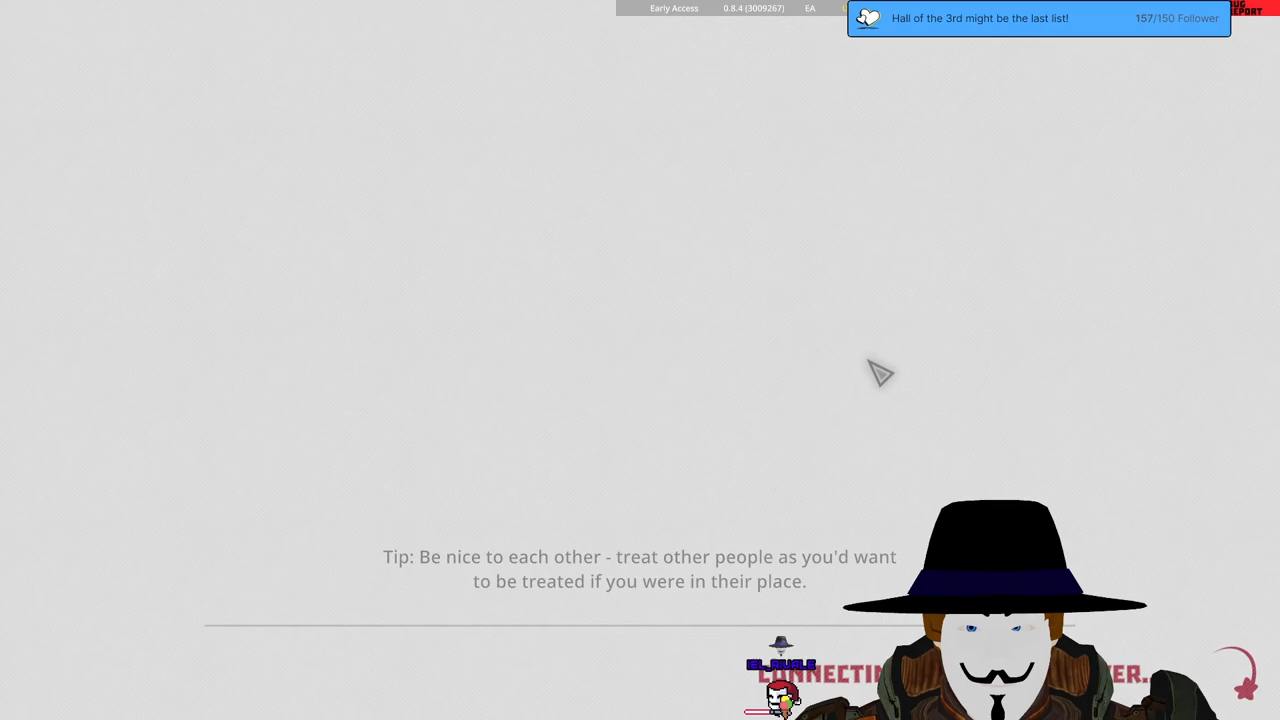 Early Access 0.8.4 (3009267) EA
Hall of the 3rd might be the last list! 157/150 Follower
REPORT
Tip: Be nice to each other - treat other people as you'd want
to be treated if you were in their place.